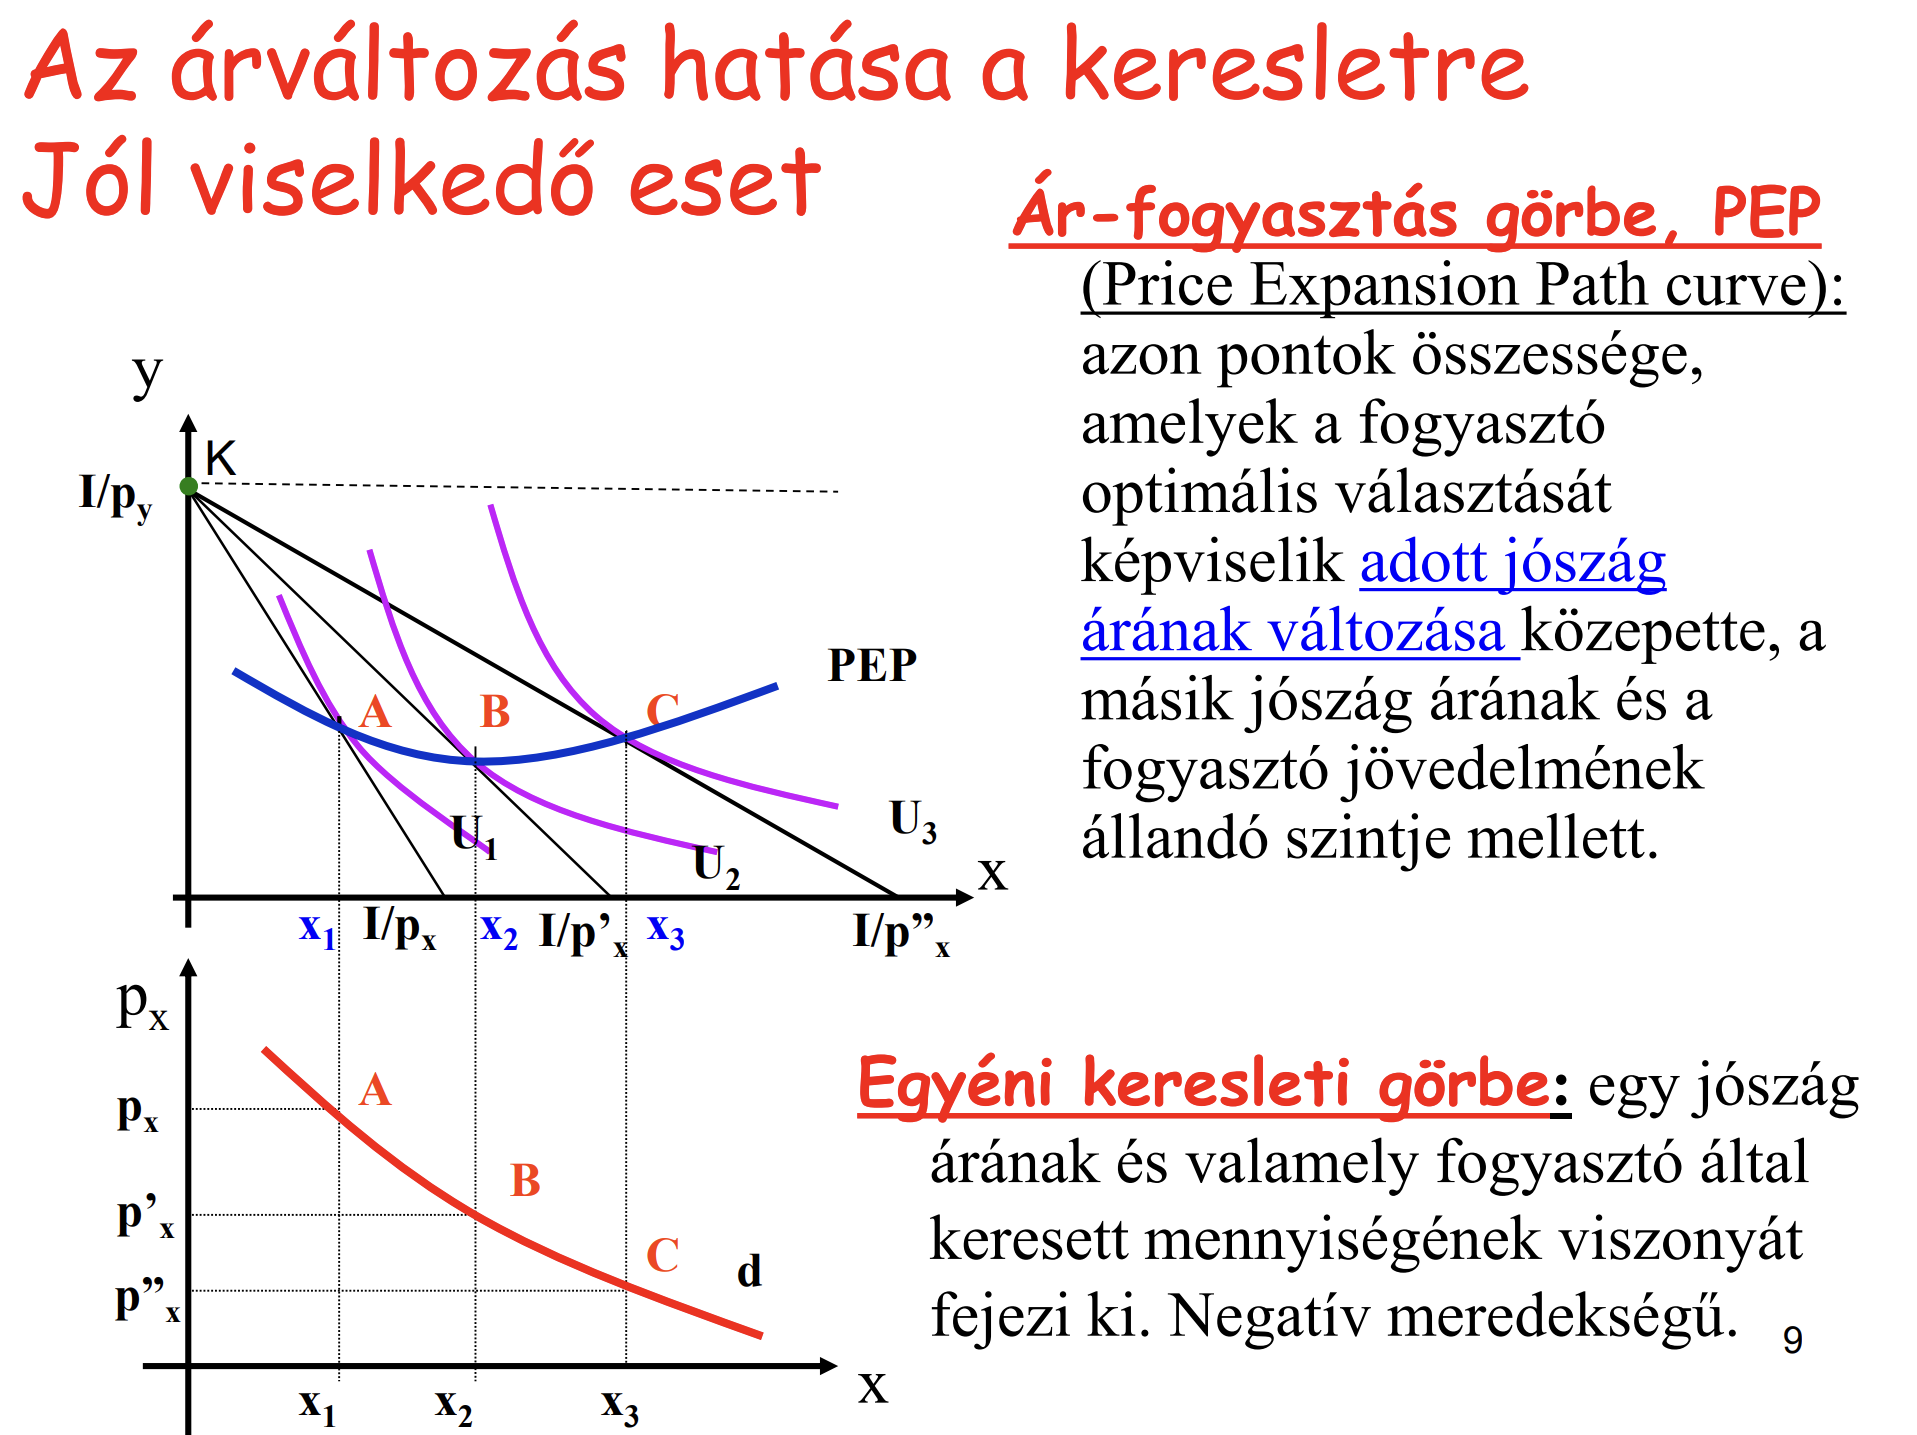 Az árváltozás hatása a keresletre
Jól viselkedő eset
Ár-fogyasztás görbe, PEP
(Price Expansion Path curve):
azon pontok összessége,
amelyek a fogyasztó
optimális választását
képviselik adott jószág
árának változása közepette, a
másik jószág árának és a
fogyasztó jövedelmének
állandó szintje mellett.
y
K
I/py
PEP
A B C
U1
U2
U3
x
x1 I/px x2 I/p’x x3 I/p”x
px
px
p’x
p”x
A
B
C
d
x1 x2 x3
x
Egyéni keresleti görbe: egy jószág
árának és valamely fogyasztó által
keresett mennyiségének viszonyát
fejezi ki. Negatív meredekségű.
9